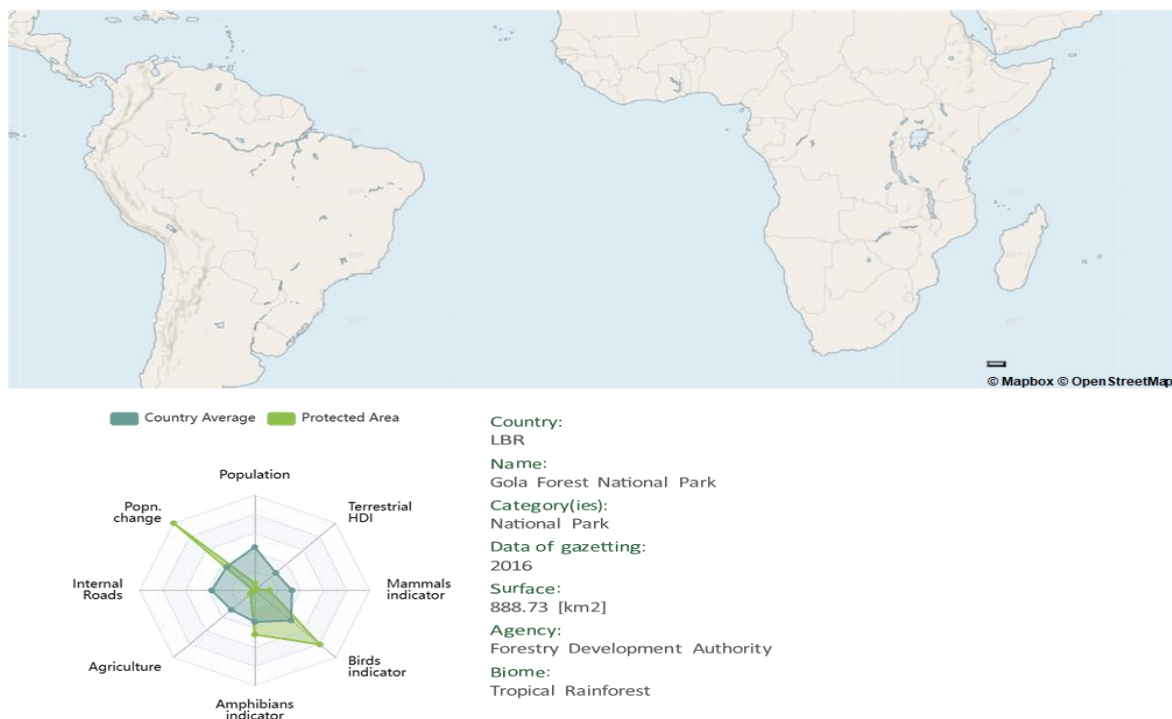 © Mapbox © OpenStreetMap
Country Average Protected Area
Population
Popn.
change
Terrestrial
HDI
Internal
Roads
Mammals
indicator
Agriculture
Birds
indicator
Amphibians
indicator
Country:
LBR
Name:
Gola Forest National Park
Category(ies):
National Park
Data of gazetting:
2016
Surface:
888.73 [km2]
Agency:
Forestry Development Authority
Biome:
Tropical Rainforest